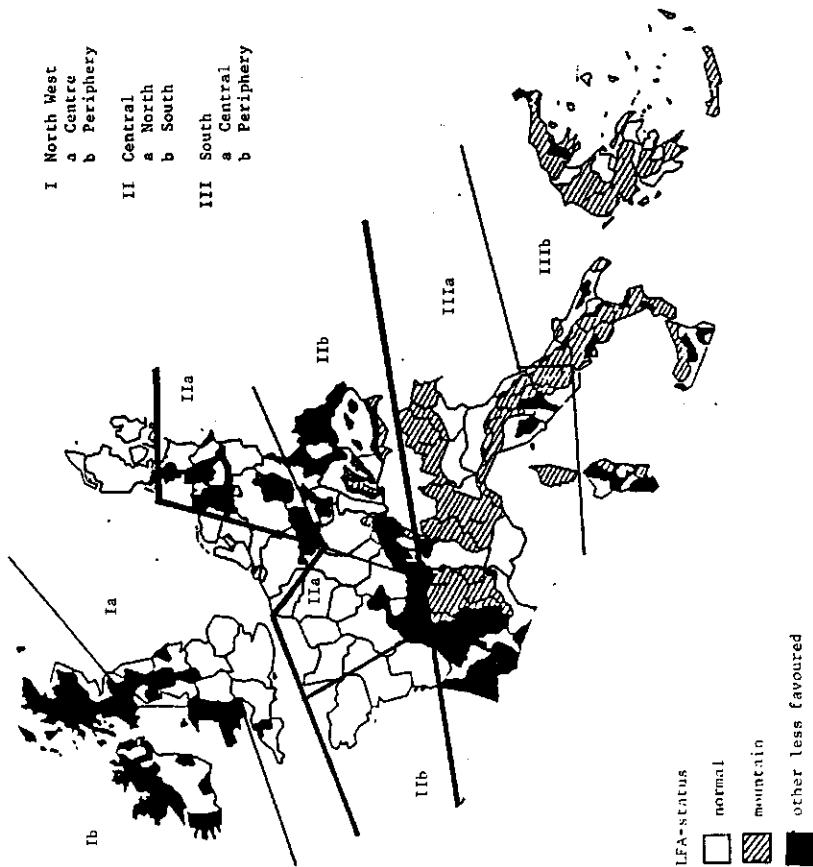 I North West
a Centre
b Periphery
II Central
a North
b South
III South
a Central
b Periphery
Ib
Ia
IIa
IIa
IIb
IIb
IIIa
IIIb
LFA-status
normal
mountain
other less favoured